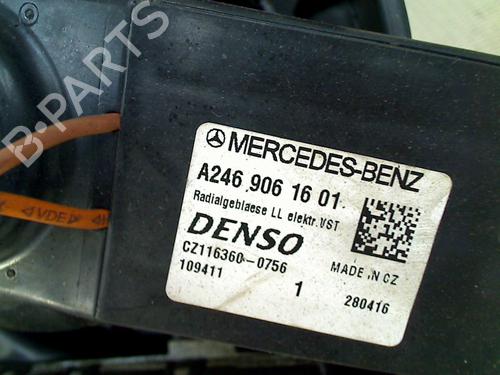 MERCEDES-BENZ
A246 906 16 01
Radialgeblaese LL elektr.VST
DENSO
CZ116360-0756
MADE IN CZ
109411
1
280416
VDE
B-PARTS